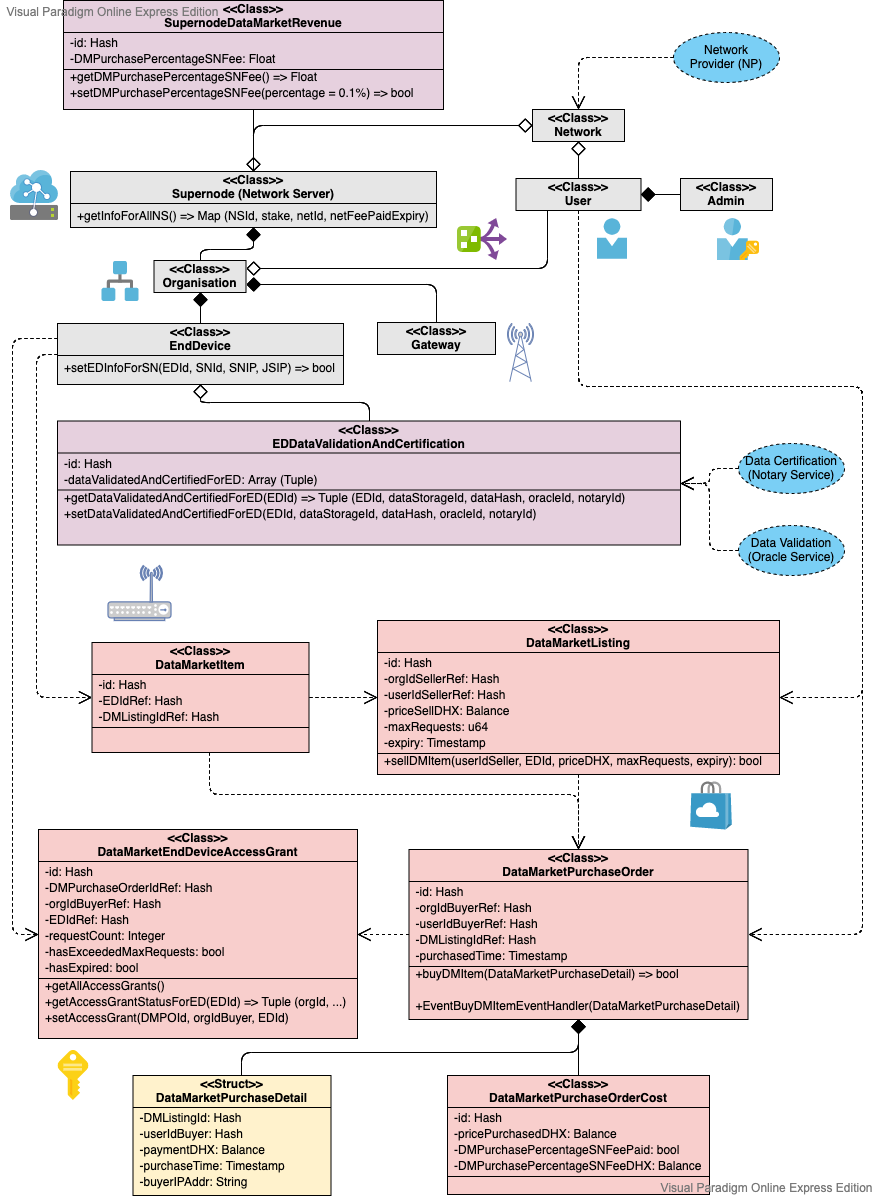 Visual Paradigm Online Express Edition
<<Class>>
SupernodeDataMarketRevenue
-id: Hash
-DMPurchasePercentageSNFee: Float
+getDMPurchasePercentageSNFee() => Float
+setDMPurchasePercentageSNFee(percentage = 0.1%) => bool
Network
Provider (NP)
<<Class>>
Network
<<Class>>
Supernode (Network Server)
+getInfoForAllNS() => Map (NSId, stake, netId, netFeePaidExpiry)
<<Class>>
User
<<Class>>
Admin
<<Class>>
Organisation
<<Class>>
EndDevice
+setEDInfoForSN(EDId, SNId, SNIP, JSIP) => bool
<<Class>>
Gateway
<<Class>>
EDDataValidationAndCertification
-id: Hash
-dataValidatedAndCertifiedForED: Array (Tuple)
+getDataValidatedAndCertifiedForED(EDId) => Tuple (EDId, dataStorageId, dataHash, oracleId, notaryId)
+setDataValidatedAndCertifiedForED(EDId, dataStorageId, dataHash, oracleId, notaryId)
Data Certification
(Notary Service)
Data Validation
(Oracle Service)
<<Class>>
DataMarketItem
-id: Hash
-EDIdRef: Hash
-DMListingIdRef: Hash
<<Class>>
DataMarketListing
-id: Hash
-orgIdSellerRef: Hash
-userIdSellerRef: Hash
-priceSellDHX: Balance
-maxRequests: u64
-expiry: Timestamp
+sellDMItem(userIdSeller, EDId, priceDHX, maxRequests, expiry): bool
<<Class>>
DataMarketEndDeviceAccessGrant
-id: Hash
-DMPurchaseOrderIdRef: Hash
-orgIdBuyerRef: Hash
-EDIdRef: Hash
-requestCount: Integer
-hasExceededMaxRequests: bool
-hasExpired: bool
+getAllAccessGrants()
+getAccessGrantStatusForED(EDId) => Tuple (orgId, ...)
+setAccessGrant(DMPOId, orgIdBuyer, EDId)
<<Class>>
DataMarketPurchaseOrder
-id: Hash
-orgIdBuyerRef: Hash
-userIdBuyerRef: Hash
-DMListingIdRef: Hash
-purchasedTime: Timestamp
+buyDMItem(DataMarketPurchaseDetail) => bool
+EventBuyDMItemEventHandler(DataMarketPurchaseDetail)
<<Struct>>
DataMarketPurchaseDetail
-DMListingId: Hash
-userIdBuyer: Hash
-paymentDHX: Balance
-purchaseTime: Timestamp
-buyerIPAddr: String
<<Class>>
DataMarketPurchaseOrderCost
-id: Hash
-pricePurchasedDHX: Balance
-DMPurchasePercentageSNFeePaid: bool
-DMPurchasePercentageSNFeeDHX: Balance
Visual Paradigm Online Express Edition